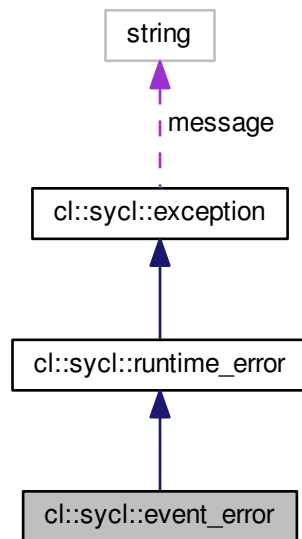 string
message
cl::sycl::exception
cl::sycl::runtime_error
cl::sycl::event_error